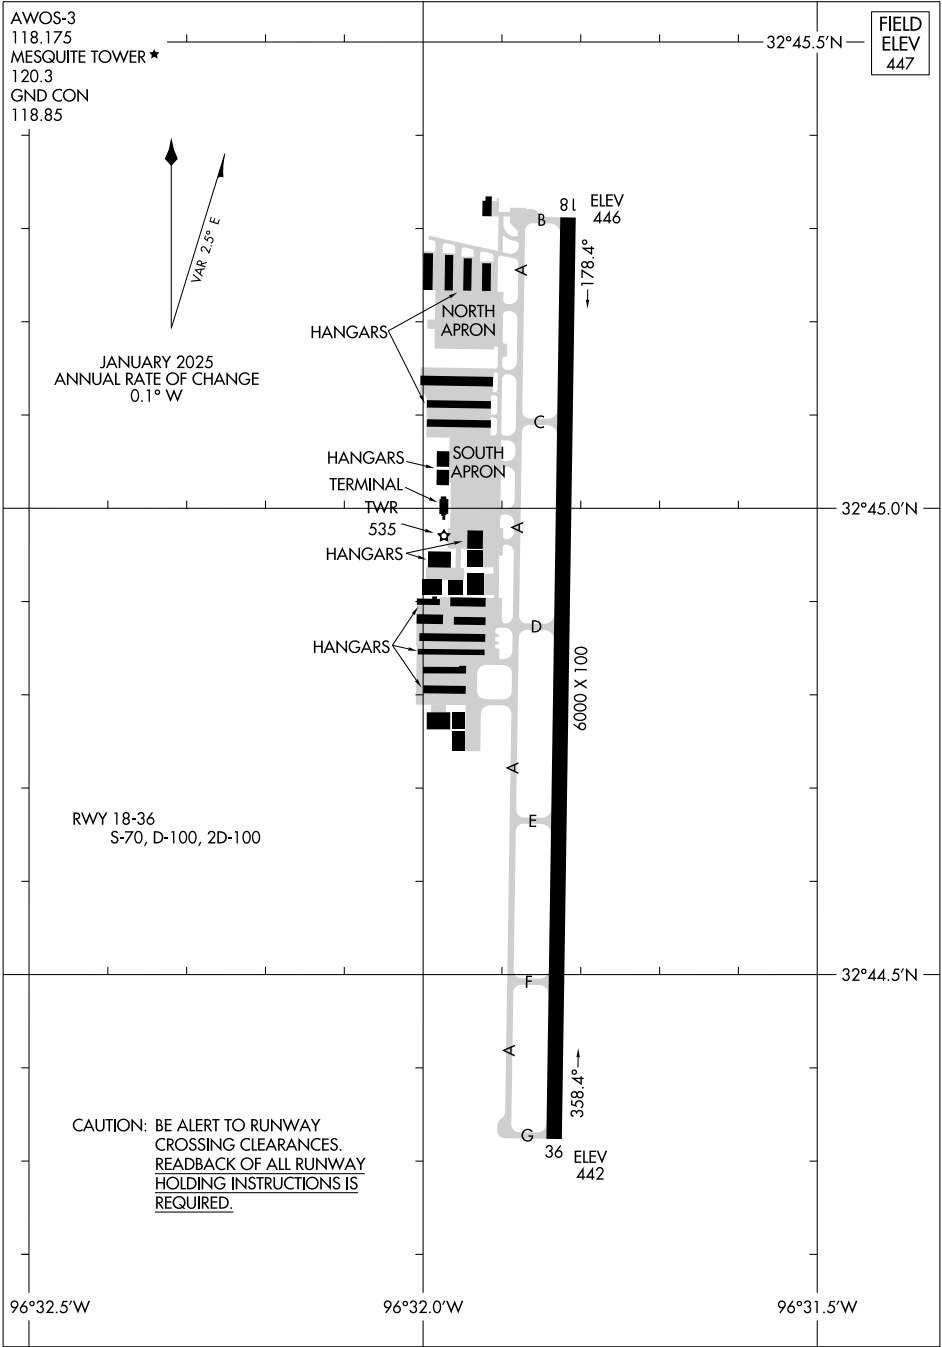 AWOS-3
118.175
MESQUITE TOWER ★
120.3
GND CON
118.85
32°45.5'N
FIELD
ELEV
447
VAR 2.5° E
JANUARY 2025
ANNUAL RATE OF CHANGE
0.1° W
18
ELEV
446
B
A
178.4°
HANGARS
NORTH
APRON
C
HANGARS
SOUTH
APRON
TERMINAL
TWR
535
32°45.0'N
A
HANGARS
D
HANGARS
6000 X 100
A
RWY 18-36
S-70, D-100, 2D-100
E
32°44.5'N
F
A
358.4°
CAUTION: BE ALERT TO RUNWAY
CROSSING CLEARANCES.
READBACK OF ALL RUNWAY
HOLDING INSTRUCTIONS IS
REQUIRED.
G
36
ELEV
442
96°32.5'W
96°32.0'W
96°31.5'W